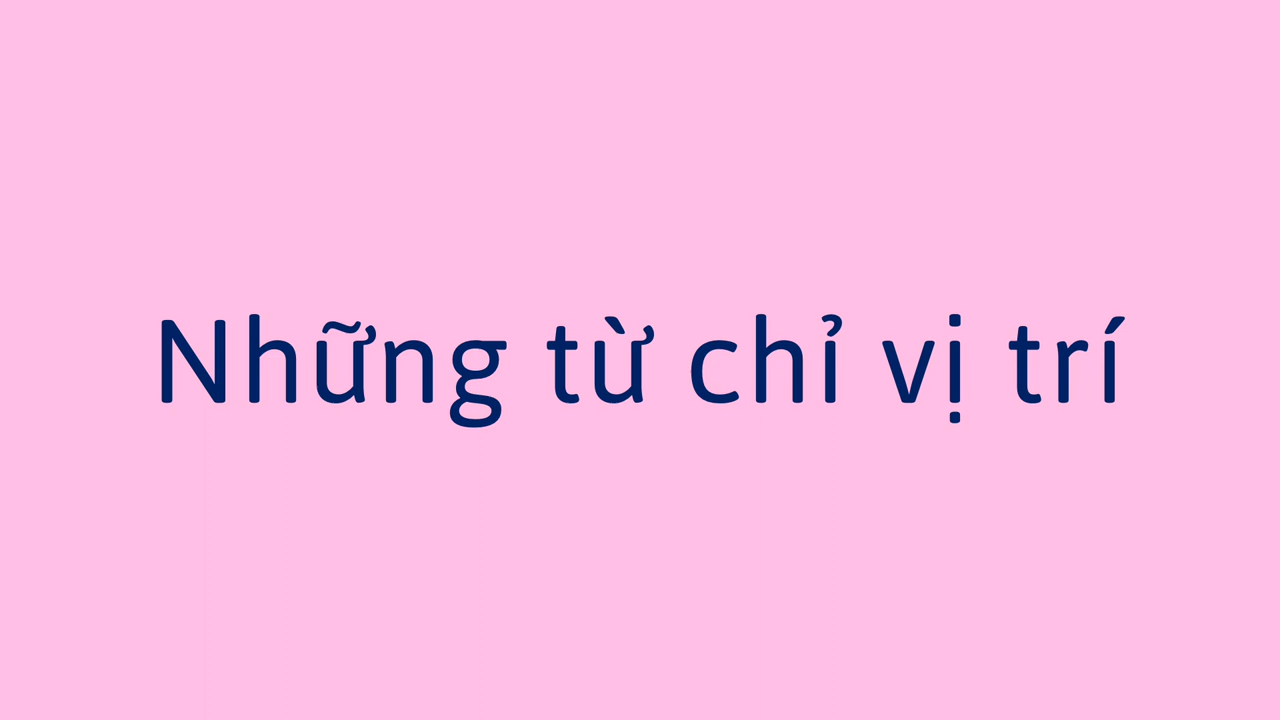 Những từ chỉ vị trí